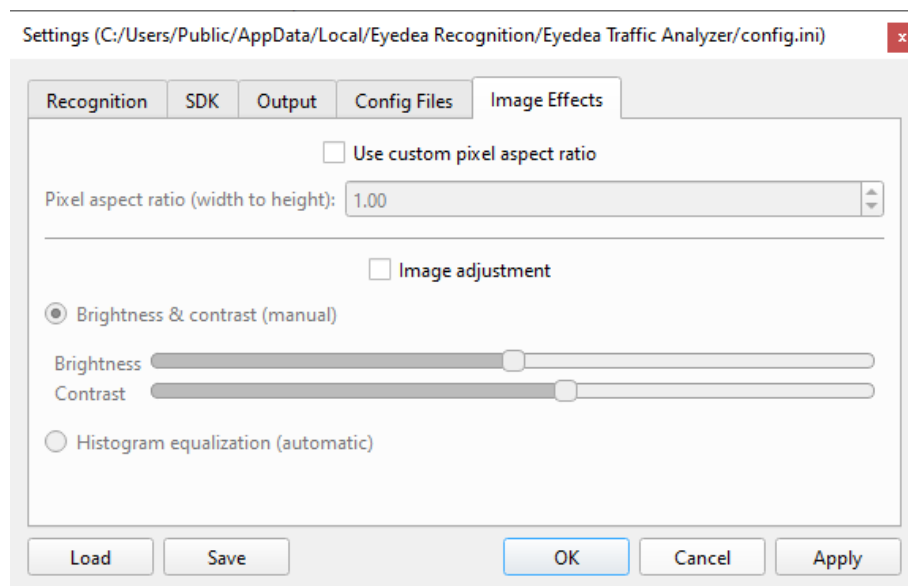 Settings (C:/Users/Public/AppData/Local/Eyedea Recognition/Eyedea Traffic Analyzer/config.ini) x
Recognition SDK Output Config Files Image Effects
Use custom pixel aspect ratio
Pixel aspect ratio (width to height): 1.00
Image adjustment
Brightness & contrast (manual)
Brightness
Contrast
Histogram equalization (automatic)
Load Save OK Cancel Apply